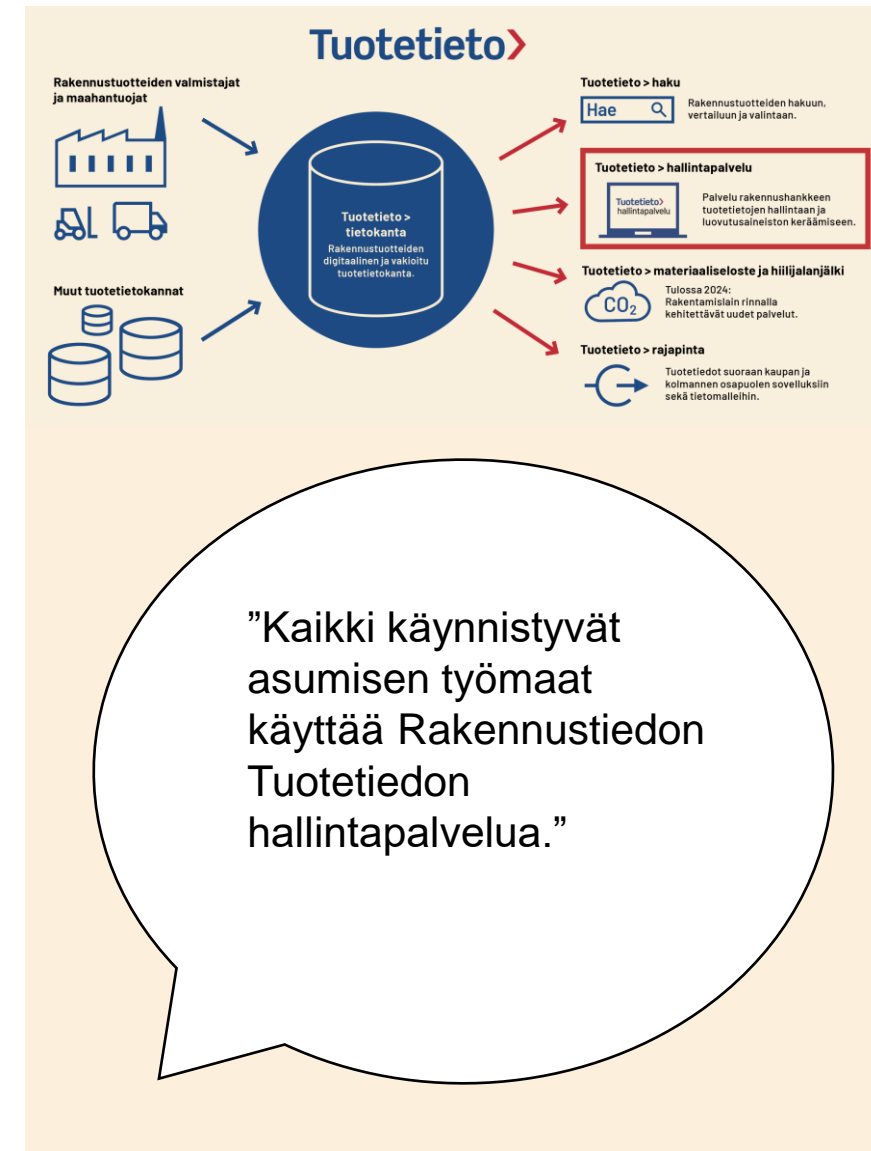 Tuotetieto>
Rakennustuotteiden valmistajat
ja maahantuojat
Muut tuotetietokannat
Tuotetieto >
tietokanta
Rakennustuotteiden
digitaalinen ja vakioitu
tuotetietokanta.
Tuotetieto > haku
Hae
Rakennustuotteiden hakuun,
vertailuun ja valintaan.
Tuotetieto > hallintapalvelu
Tuotetieto>
hallintapalvelu
Palvelu rakennushankkeen
tuotetietojen hallintaan ja
luovutusaineiston keräämiseen.
Tuotetieto > materiaaliseloste ja hiilijalanjälki
CO₂
Tulossa 2024:
Rakentamislain rinnalla
kehitettävät uudet palvelut.
Tuotetieto > rajapinta
Tuotetiedot suoraan kaupan ja
kolmannen osapuolen sovelluksiin
sekä tietomalleihin.
”Kaikki käynnistyvät
asumisen työmaat
käyttää Rakennustiedon
Tuotetiedon
hallintapalvelua.”